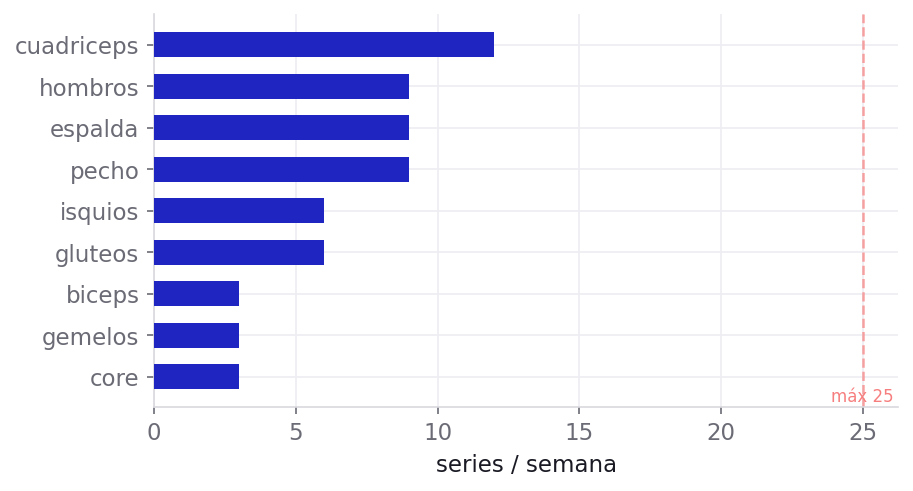 cuadriceps
hombros
espalda
pecho
isquios
gluteos
biceps
gemelos
core
máx 25
0 5 10 15 20 25
series / semana